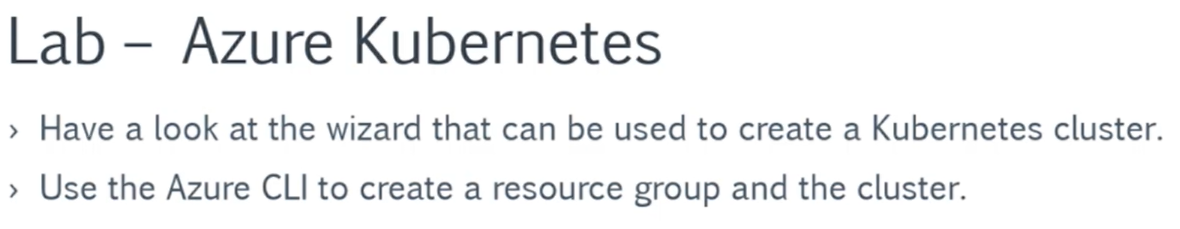 Lab – Azure Kubernetes
› Have a look at the wizard that can be used to create a Kubernetes cluster.
› Use the Azure CLI to create a resource group and the cluster.